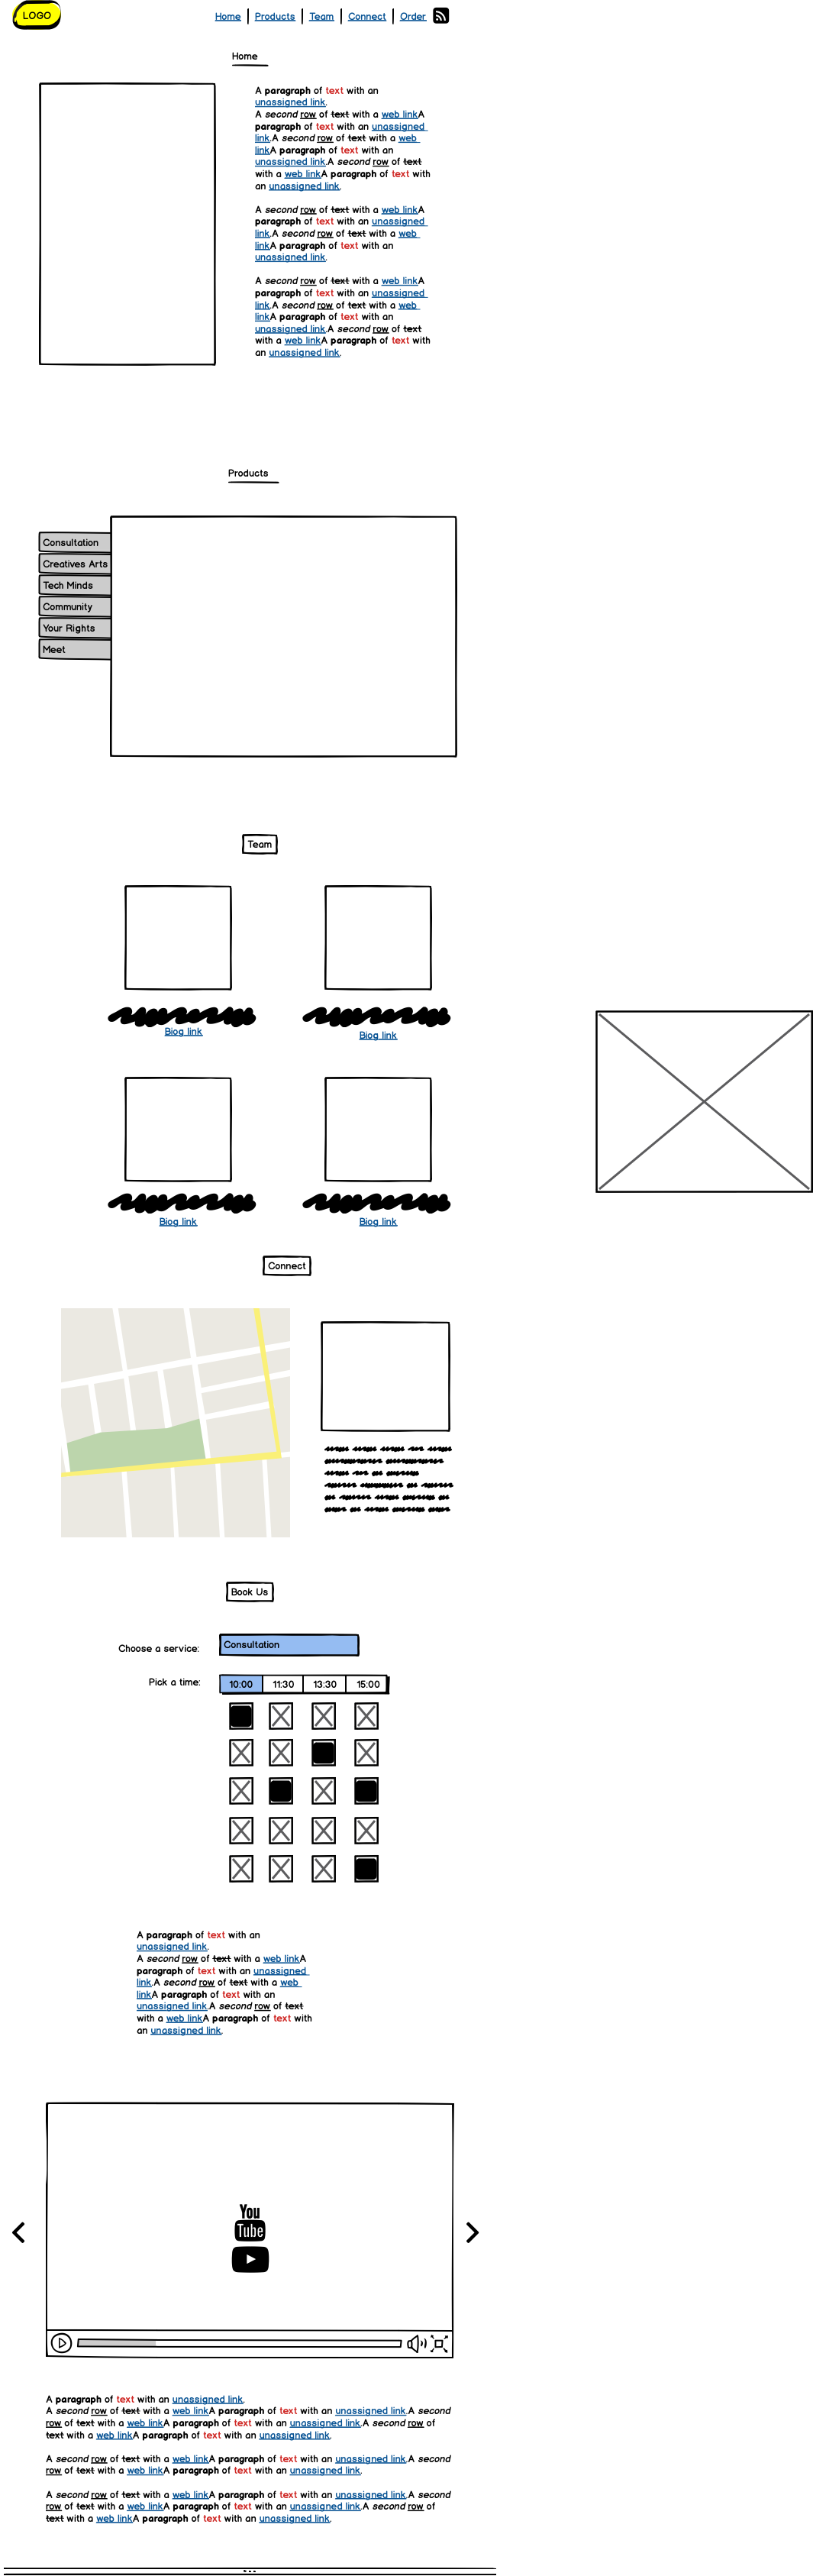 LOGO
Home Products Team Connect Order
Home
A paragraph of text with an
unassigned link.
A second row of text with a web linkA
paragraph of text with an unassigned
link.A second row of text with a web
linkA paragraph of text with an
unassigned link.A second row of text
with a web linkA paragraph of text with
an unassigned link.
A second row of text with a web linkA
paragraph of text with an unassigned
link.A second row of text with a web
linkA paragraph of text with an
unassigned link.
A second row of text with a web linkA
paragraph of text with an unassigned
link.A second row of text with a web
linkA paragraph of text with an
unassigned link.A second row of text
with a web linkA paragraph of text with
an unassigned link.
Products
Consultation
Creatives Arts
Tech Minds
Community
Your Rights
Meet
Team
Biog link
Biog link
Biog link
Biog link
Connect
Book Us
Choose a service: Consultation
Pick a time: 10:00 11:30 13:30 15:00
A paragraph of text with an
unassigned link.
A second row of text with a web linkA
paragraph of text with an unassigned
link.A second row of text with a web
linkA paragraph of text with an
unassigned link.A second row of text
with a web linkA paragraph of text with
an unassigned link.
You
Tube
A paragraph of text with an unassigned link.
A second row of text with a web linkA paragraph of text with an unassigned link.A second
row of text with a web linkA paragraph of text with an unassigned link.A second row of
text with a web linkA paragraph of text with an unassigned link.
A second row of text with a web linkA paragraph of text with an unassigned link.A second
row of text with a web linkA paragraph of text with an unassigned link.
A second row of text with a web linkA paragraph of text with an unassigned link.A second
row of text with a web linkA paragraph of text with an unassigned link.A second row of
text with a web linkA paragraph of text with an unassigned link.